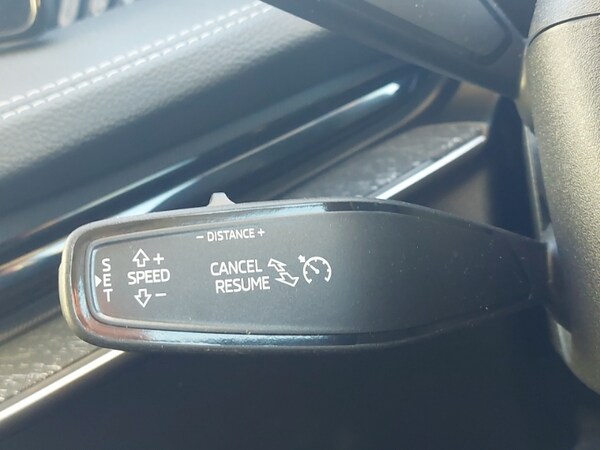 − DISTANCE +
SET
+
SPEED
−
CANCEL
RESUME